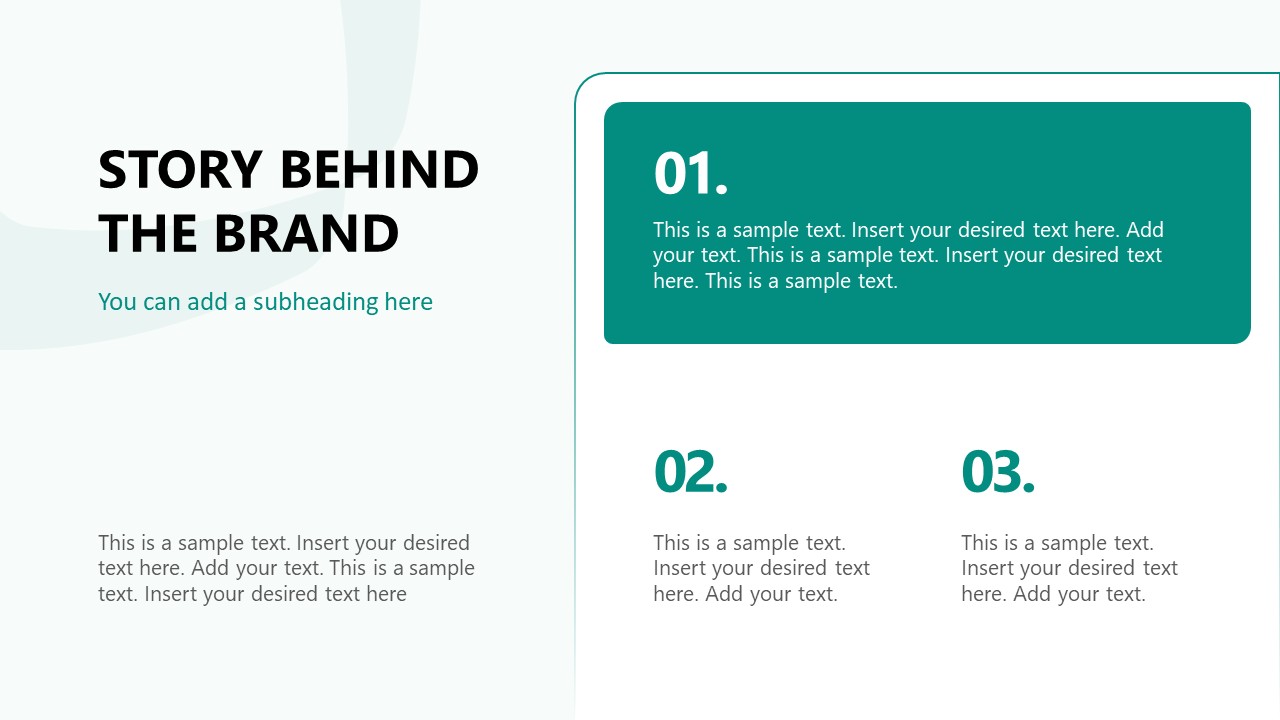 STORY BEHIND
THE BRAND
You can add a subheading here
This is a sample text. Insert your desired
text here. Add your text. This is a sample
text. Insert your desired text here
01.
This is a sample text. Insert your desired text here. Add
your text. This is a sample text. Insert your desired text
here. This is a sample text.
02.
This is a sample text.
Insert your desired text
here. Add your text.
03.
This is a sample text.
Insert your desired text
here. Add your text.